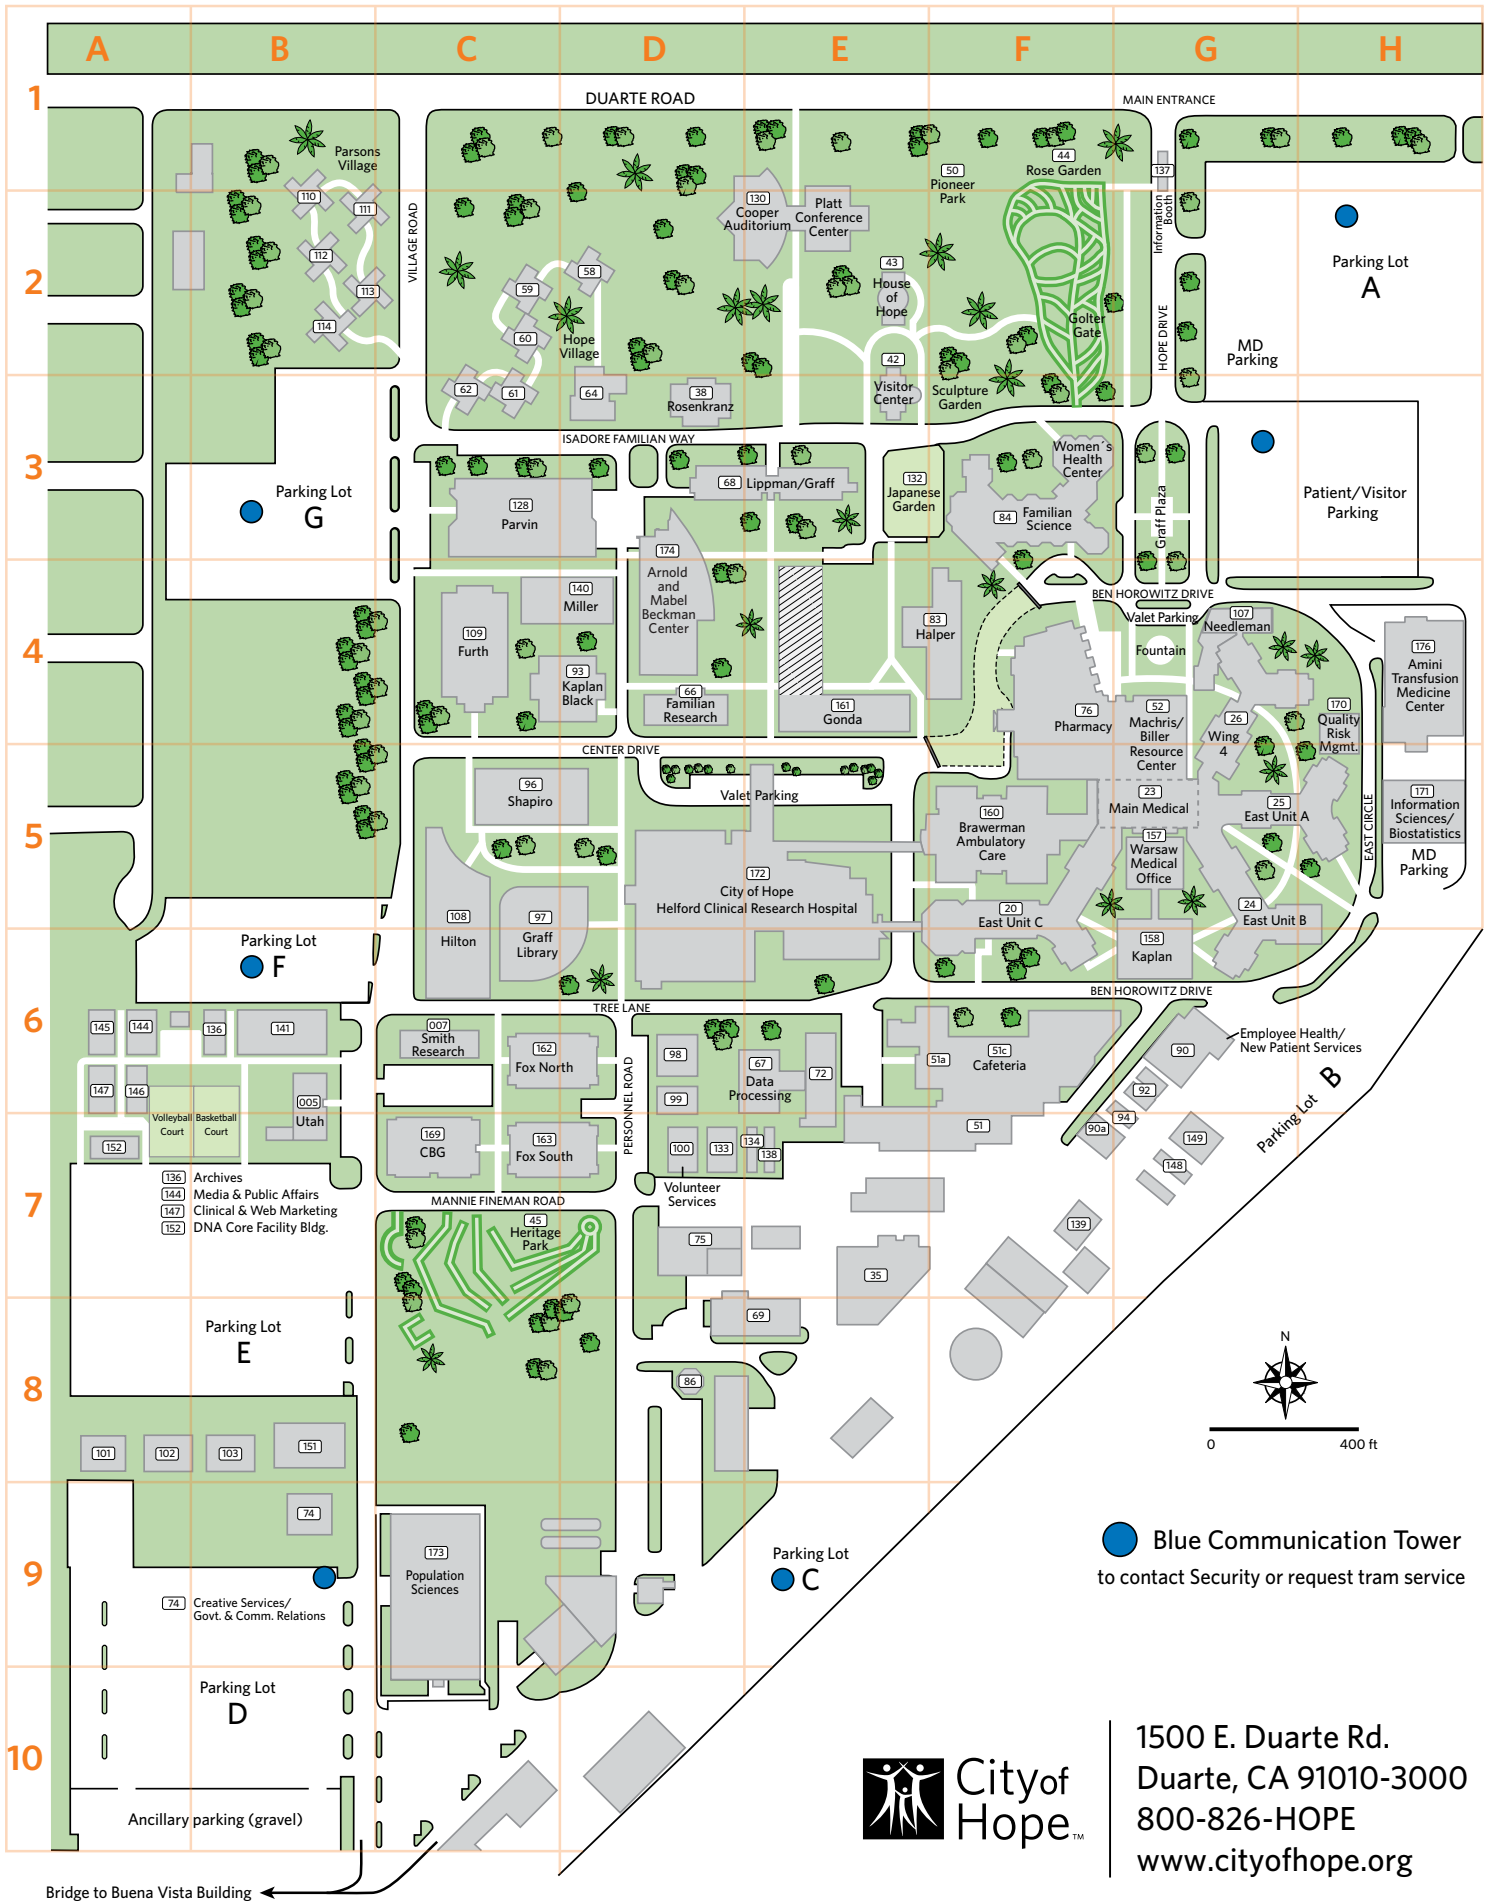 A B C D E F G H
1
2
3
4
5
6
7
8
9
10
DUARTE ROAD
MAIN ENTRANCE
Parsons
Village
110
111
112
113
114
VILLAGE ROAD
58
59
60
61
62
Hope
Village
64
38
Rosenkranz
130
Cooper
Auditorium
Platt
Conference
Center
50
Pioneer
Park
44
Rose Garden
137
Information
Booth
HOPE DRIVE
43
House
of
Hope
Golter
Gate
42
Visitor
Center
Sculpture
Garden
Parking Lot
A
MD
Parking
ISADORE FAMILIAN WAY
Parking Lot
G
128
Parvin
68 Lippman/Graff
132
Japanese
Garden
Women´s
Health
Center
84
Familian
Science
Graff Plaza
Patient/Visitor
Parking
174
Arnold
and
Mabel
Beckman
Center
140
Miller
109
Furth
93
Kaplan
Black
66
Familian
Research
161
Gonda
83
Halper
BEN HOROWITZ DRIVE
Valet Parking
Fountain
107
Needleman
176
Amini
Transfusion
Medicine
Center
76
Pharmacy
52
Machris/
Biller
Resource
Center
26
Wing
4
170
Quality
Risk
Mgmt.
CENTER DRIVE
96
Shapiro
Valet Parking
160
Brawerman
Ambulatory
Care
23
Main Medical
25
East Unit A
171
Information
Sciences/
Biostatistics
EAST CIRCLE
MD
Parking
157
Warsaw
Medical
Office
172
City of Hope
Helford Clinical Research Hospital
20
East Unit C
24
East Unit B
158
Kaplan
108
Hilton
97
Graff
Library
Parking Lot
F
TREE LANE
BEN HOROWITZ DRIVE
145
144
136
141
147
146
Volleyball
Court
Basketball
Court
005
Utah
152
007
Smith
Research
162
Fox North
169
CBG
163
Fox South
PERSONNEL ROAD
98
99
67
Data
Processing
72
100
133
134
138
Volunteer
Services
51a
51c
Cafeteria
51
90
Employee Health/
New Patient Services
92
94
90a
149
148
139
Parking Lot B
136 Archives
144 Media & Public Affairs
147 Clinical & Web Marketing
152 DNA Core Facility Bldg.
MANNIE FINEMAN ROAD
45
Heritage
Park
75
35
69
86
Parking Lot
E
101
102
103
151
74
N
0 400 ft
173
Population
Sciences
Parking Lot
C
Blue Communication Tower
to contact Security or request tram service
74 Creative Services/
Govt. & Comm. Relations
Parking Lot
D
Ancillary parking (gravel)
Bridge to Buena Vista Building
City of
Hope™
1500 E. Duarte Rd.
Duarte, CA 91010-3000
800-826-HOPE
www.cityofhope.org